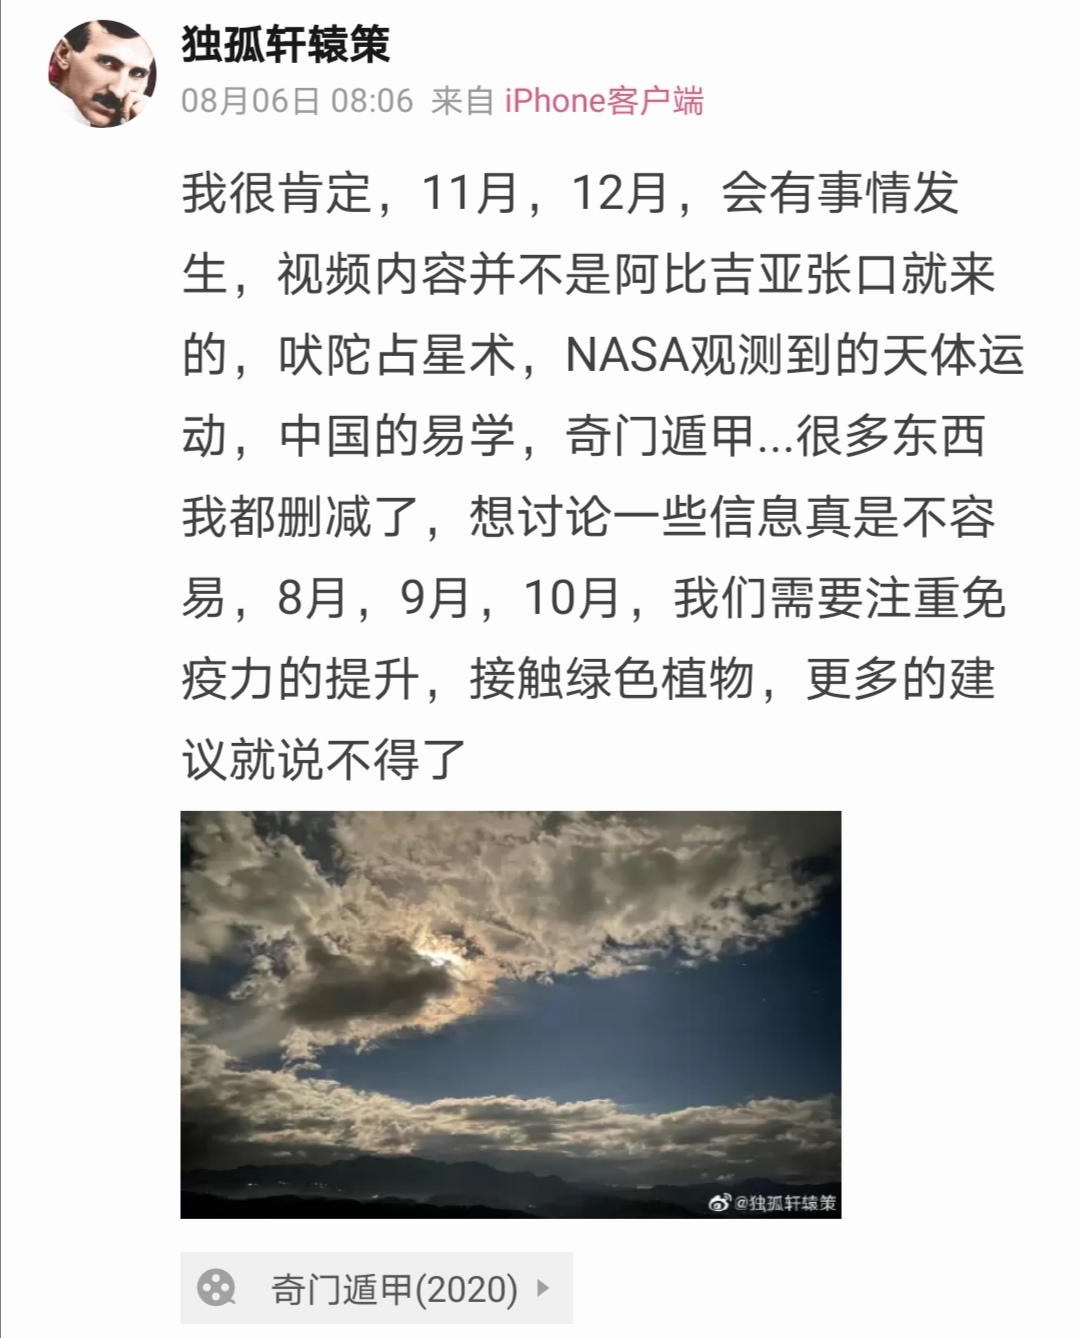 独孤轩辕策
08月06日 08:06 来自 iPhone客户端
我很肯定，11月，12月，会有事情发
生，视频内容并不是阿比吉亚张口就来
的，吠陀占星术，NASA观测到的天体运
动，中国的易学，奇门遁甲...很多东西
我都删减了，想讨论一些信息真是不容
易，8月，9月，10月，我们需要注重免
疫力的提升，接触绿色植物，更多的建
议就说不得了
@独孤轩辕策
奇门遁甲(2020)